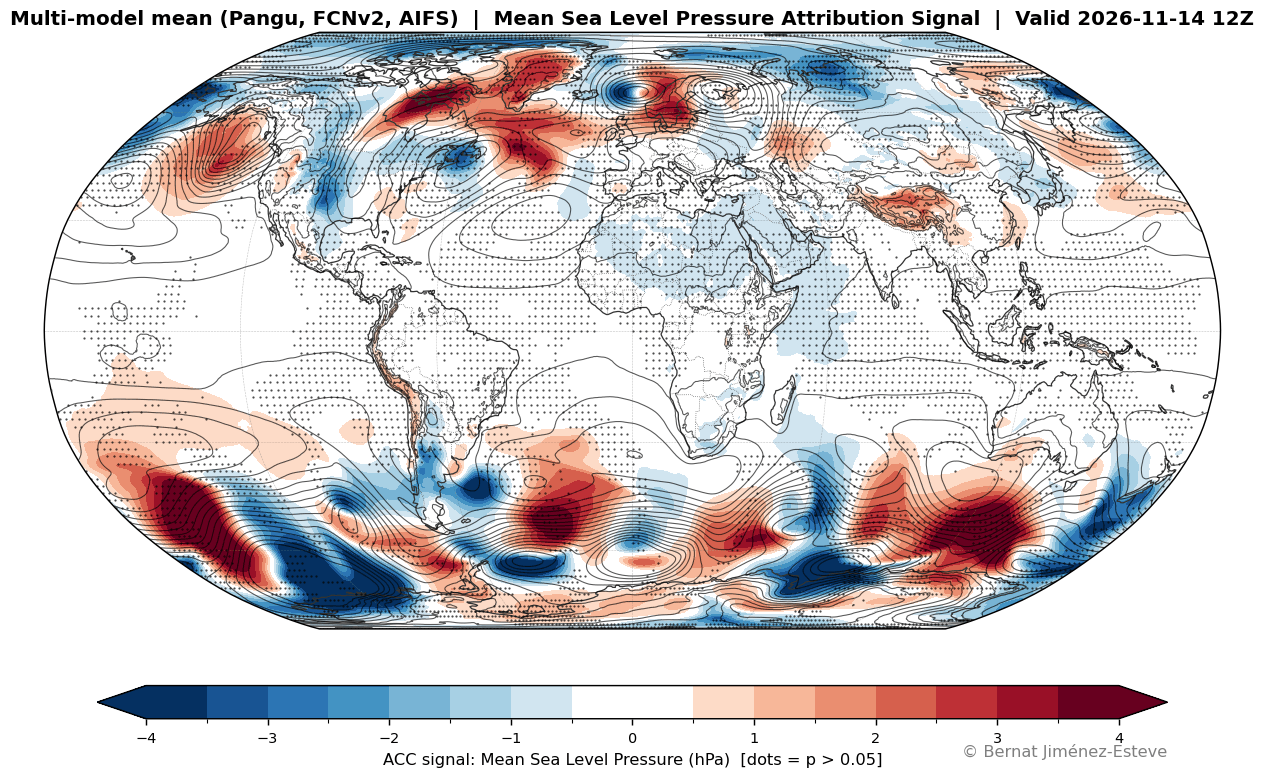 Multi-model mean (Pangu, FCNv2, AIFS)  |  Mean Sea Level Pressure Attribution Signal  |  Valid 2026-11-14 12Z
−4 −3 −2 −1 0 1 2 3 4
ACC signal: Mean Sea Level Pressure (hPa)  [dots = p > 0.05]
© Bernat Jiménez-Esteve